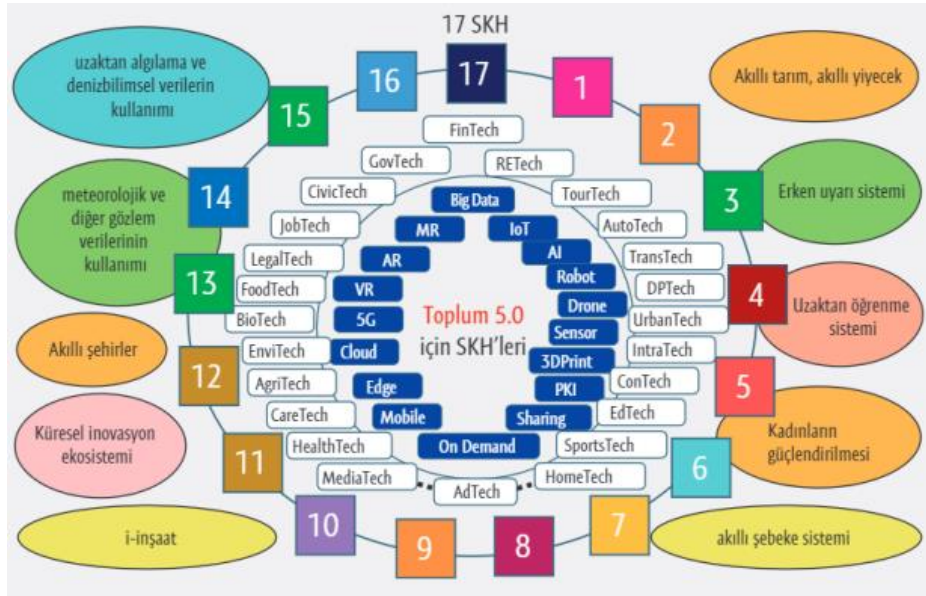 17 SKH
17
1
2
3
4
5
6
7
8
9
10
11
12
13
14
15
16
uzaktan algılama ve
denizbilimsel verilerin
kullanımı
meteorolojik ve
diğer gözlem
verilerinin
kullanımı
Akıllı şehirler
Küresel inovasyon
ekosistemi
i-inşaat
Akıllı tarım, akıllı yiyecek
Erken uyarı sistemi
Uzaktan öğrenme
sistemi
Kadınların
güçlendirilmesi
akıllı şebeke sistemi
FinTech
RETech
TourTech
AutoTech
TransTech
DPTech
UrbanTech
IntraTech
ConTech
EdTech
SportsTech
HomeTech
AdTech
MediaTech
HealthTech
CareTech
AgriTech
EnviTech
BioTech
FoodTech
LegalTech
JobTech
CivicTech
GovTech
Big Data
IoT
AI
Robot
Drone
Sensor
3DPrint
PKI
Sharing
On Demand
Mobile
Edge
Cloud
5G
VR
AR
MR
Toplum 5.0
için SKH'leri